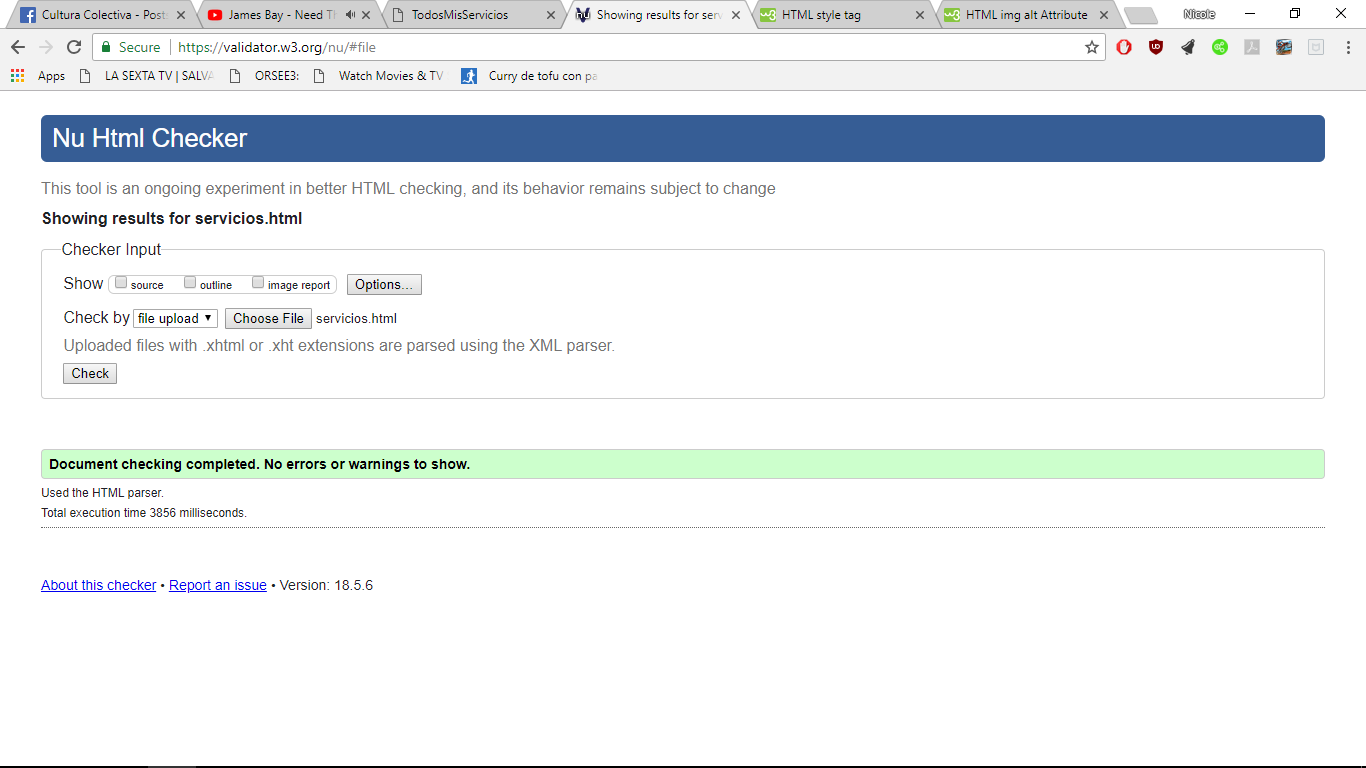 Cultura Colectiva - Post
James Bay - Need Th
TodosMisServicios
Showing results for serv
HTML style tag
HTML img alt Attribute
Nicole
Secure https://validator.w3.org/nu/#file
Apps LA SEXTA TV | SALVA ORSEE3: Watch Movies & TV Curry de tofu con pa
Nu Html Checker
This tool is an ongoing experiment in better HTML checking, and its behavior remains subject to change
Showing results for servicios.html
Checker Input
Show source outline image report Options...
Check by file upload Choose File servicios.html
Uploaded files with .xhtml or .xht extensions are parsed using the XML parser.
Check
Document checking completed. No errors or warnings to show.
Used the HTML parser.
Total execution time 3856 milliseconds.
About this checker • Report an issue • Version: 18.5.6